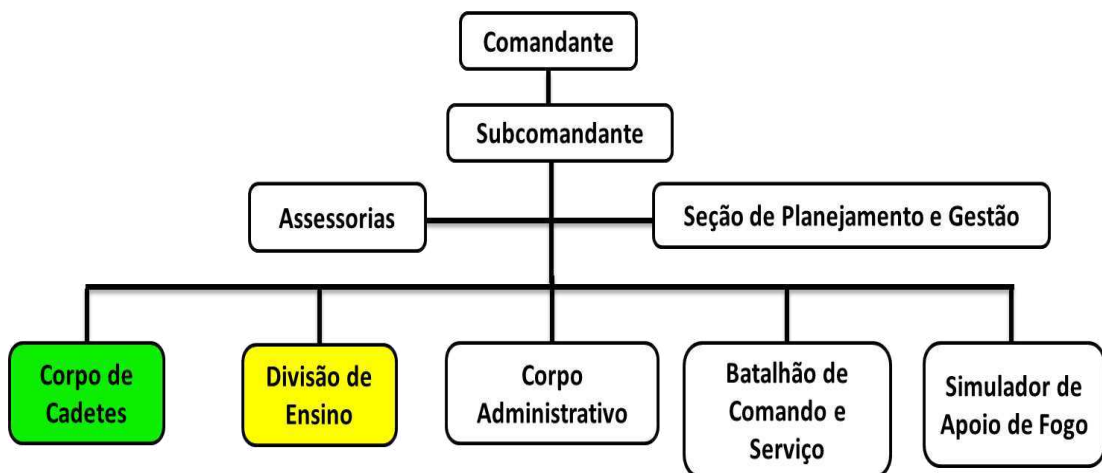 Comandante
Subcomandante
Assessorias
Seção de Planejamento e Gestão
Corpo de
Cadetes
Divisão de
Ensino
Corpo
Administrativo
Batalhão de
Comando e
Serviço
Simulador de
Apoio de Fogo